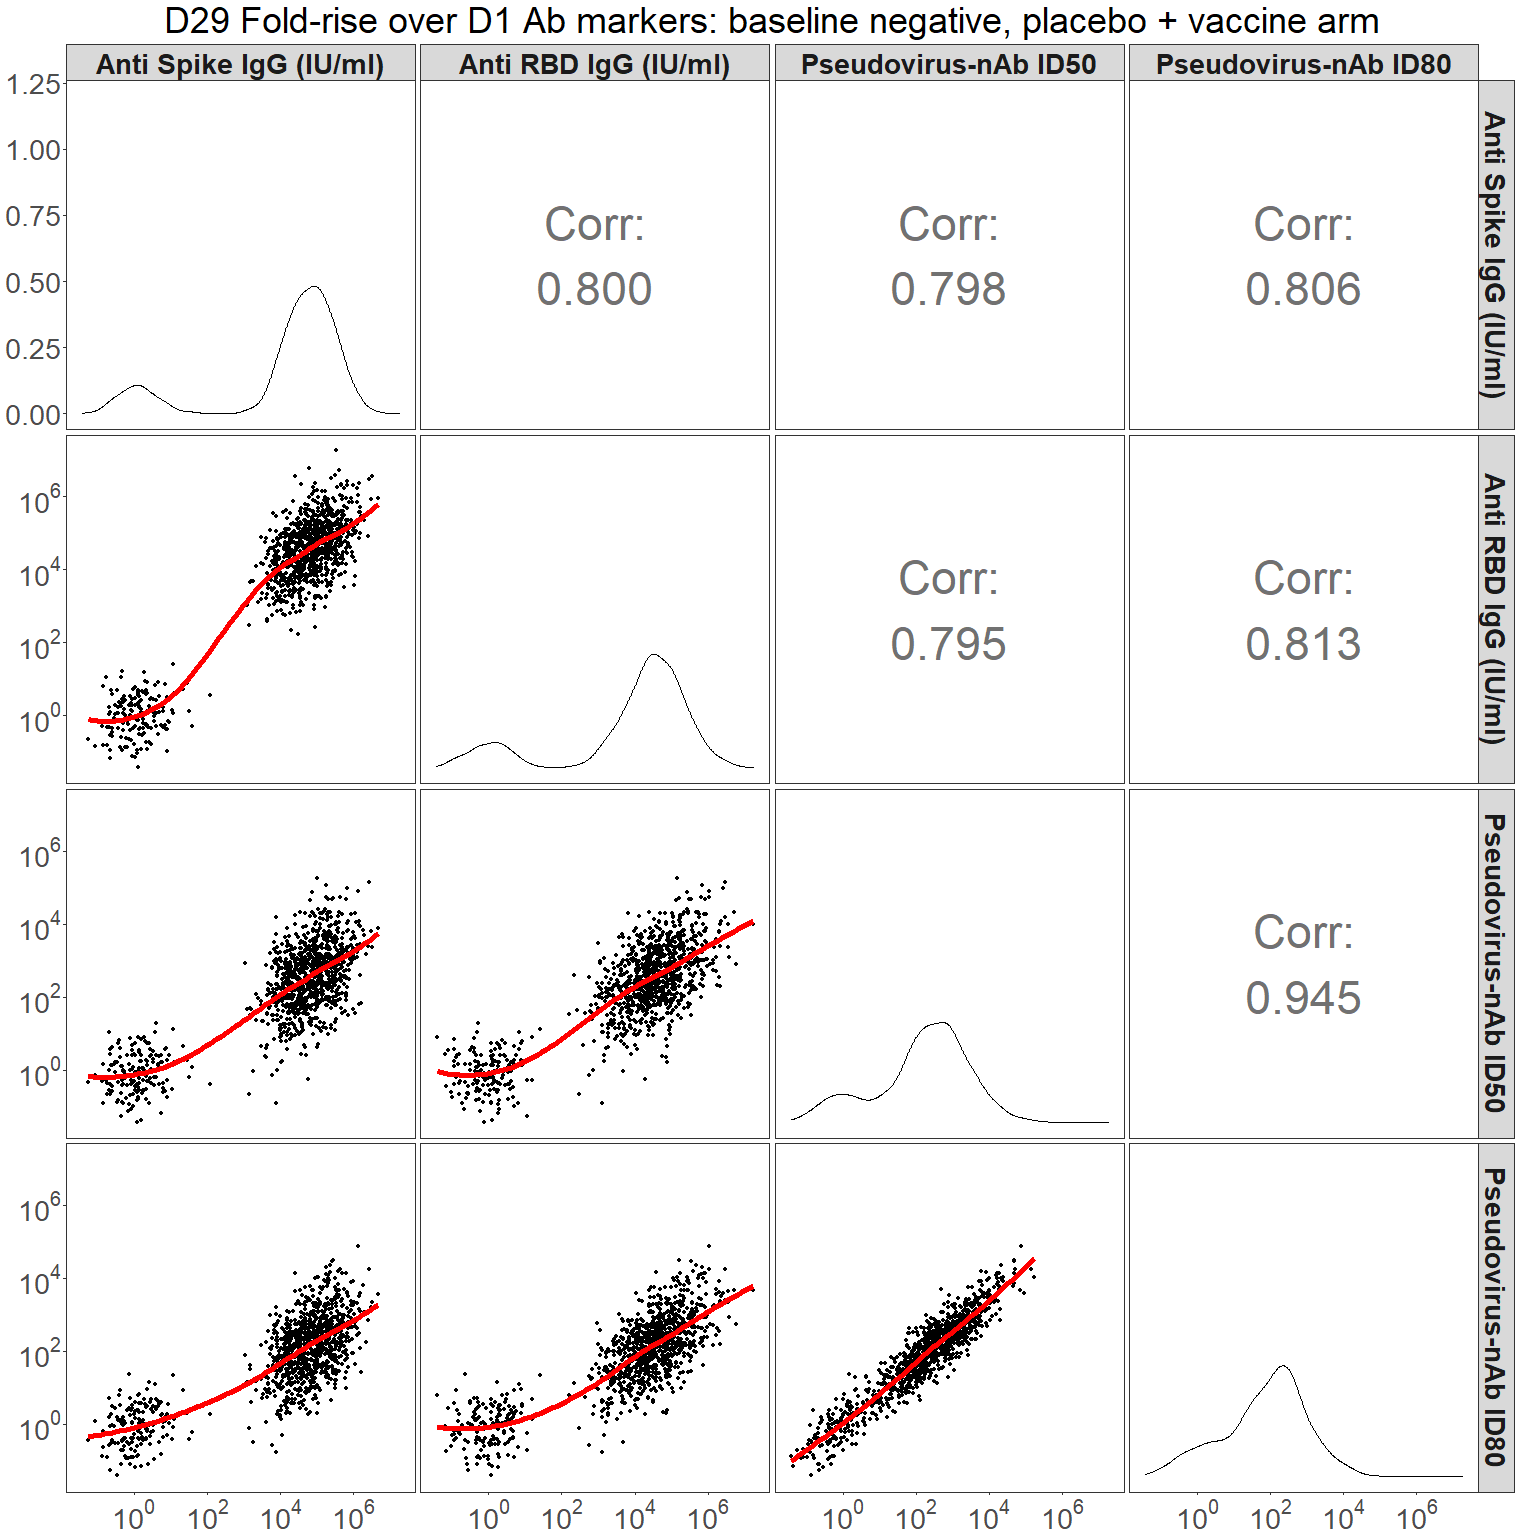 D29 Fold-rise over D1 Ab markers: baseline negative, placebo + vaccine arm
Anti Spike IgG (IU/ml)
Anti RBD IgG (IU/ml)
Pseudovirus-nAb ID50
Pseudovirus-nAb ID80
1.25
1.00
0.75
0.50
0.25
0.00
Corr:
0.800
Corr:
0.798
Corr:
0.806
Anti Spike IgG (IU/ml)
10^6
10^4
10^2
10^0
Corr:
0.795
Corr:
0.813
Anti RBD IgG (IU/ml)
10^6
10^4
10^2
10^0
Corr:
0.945
Pseudovirus-nAb ID50
10^6
10^4
10^2
10^0
Pseudovirus-nAb ID80
10^0 10^2 10^4 10^6
10^0 10^2 10^4 10^6
10^0 10^2 10^4 10^6
10^0 10^2 10^4 10^6